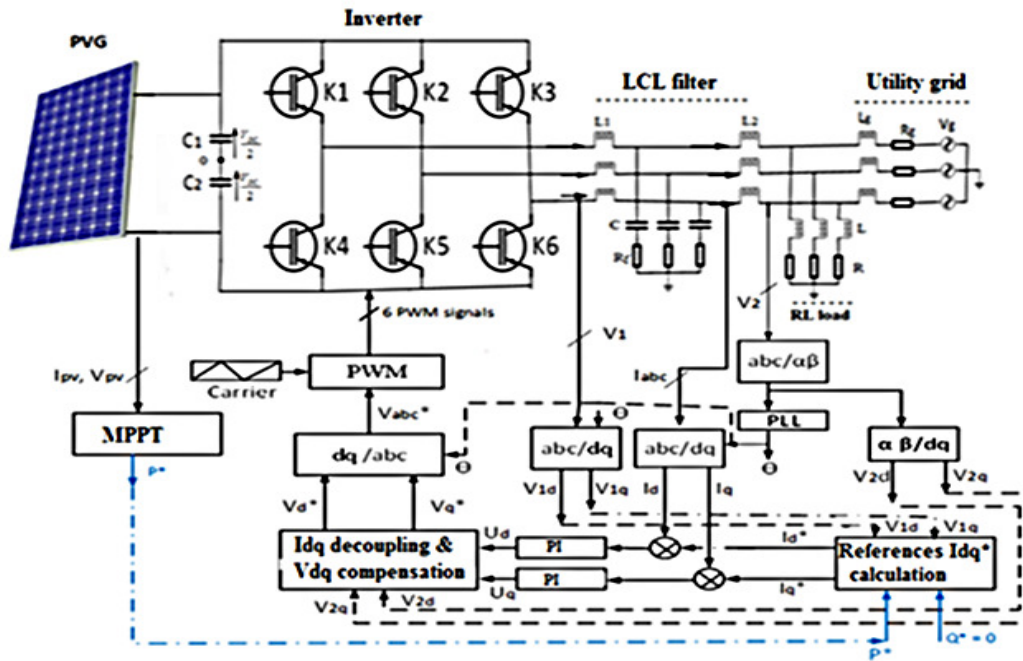 Inverter
PVG
LCL filter
Utility grid
K1
K2
K3
L1
L2
Lg
Rg
Vg
C1
0
C2
K4
K5
K6
C
Rf
L
R
RL load
V2
6 PWM signals
V1
Iabc
abc/αβ
Ipv, Vpv
Carrier
PWM
Vabc*
PLL
MPPT
dq /abc
Θ
abc/dq
Θ
abc/dq
Θ
α β/dq
P*
Vd*
Vq*
V1d
V1q
Id
Iq
V2d
V2q
Idq decoupling &
Vdq compensation
Ud
PI
Id*
V1d
V1q
References Idq*
calculation
Uq
PI
Iq*
V2q
V2d
P*
Q* = 0